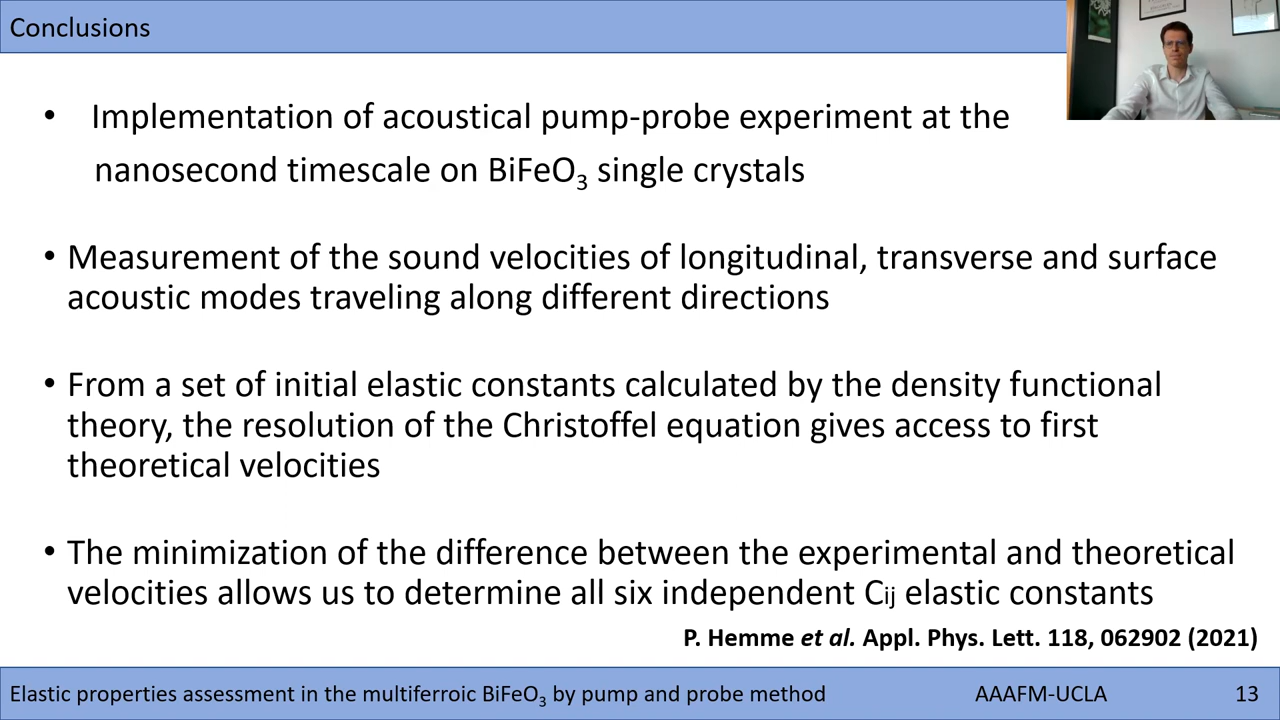 Conclusions
• Implementation of acoustical pump-probe experiment at the
nanosecond timescale on BiFeO₃ single crystals
• Measurement of the sound velocities of longitudinal, transverse and surface
acoustic modes traveling along different directions
• From a set of initial elastic constants calculated by the density functional
theory, the resolution of the Christoffel equation gives access to first
theoretical velocities
• The minimization of the difference between the experimental and theoretical
velocities allows us to determine all six independent Cij elastic constants
P. Hemme et al. Appl. Phys. Lett. 118, 062902 (2021)
Elastic properties assessment in the multiferroic BiFeO₃ by pump and probe method AAAFM-UCLA 13